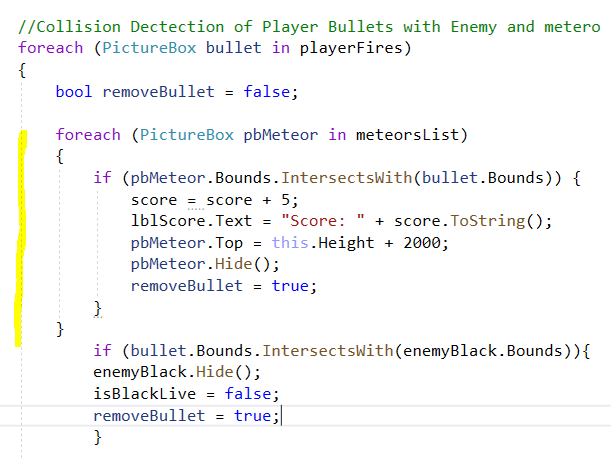 //Collision Dectection of Player Bullets with Enemy and metero
foreach (PictureBox bullet in playerFires)
{
    bool removeBullet = false;

    foreach (PictureBox pbMeteor in meteorsList)
    {
        if (pbMeteor.Bounds.IntersectsWith(bullet.Bounds)) {
            score = score + 5;
            lblScore.Text = "Score: " + score.ToString();
            pbMeteor.Top = this.Height + 2000;
            pbMeteor.Hide();
            removeBullet = true;
        }
    }
        if (bullet.Bounds.IntersectsWith(enemyBlack.Bounds)){
        enemyBlack.Hide();
        isBlackLive = false;
        removeBullet = true;
        }